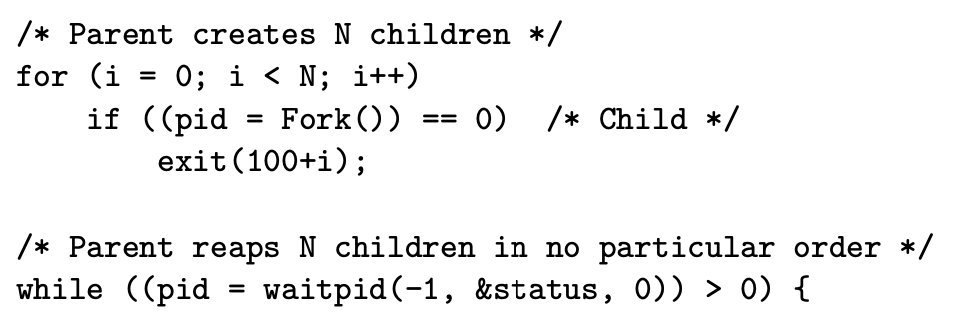 /* Parent creates N children */
for (i = 0; i < N; i++)
    if ((pid = Fork()) == 0)  /* Child */
        exit(100+i);

/* Parent reaps N children in no particular order */
while ((pid = waitpid(-1, &status, 0)) > 0) {